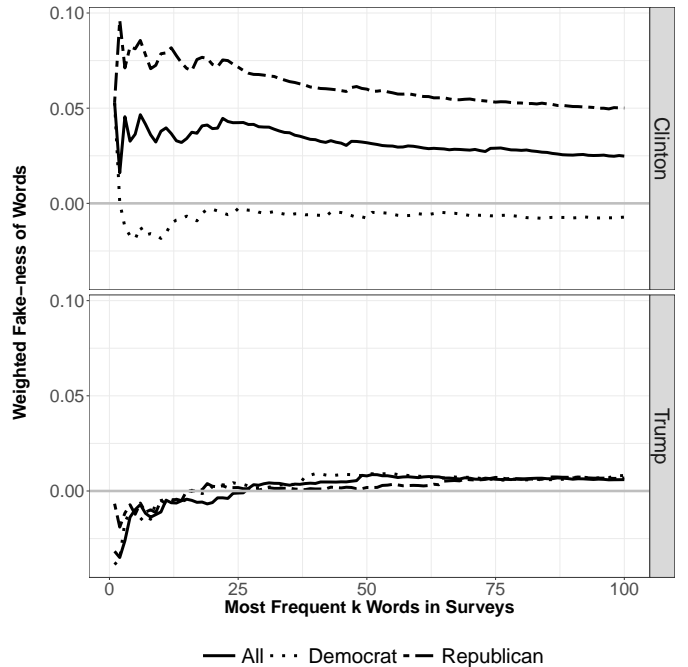 0.10
0.05
0.00
Clinton
0.10
0.05
0.00
Trump
Weighted Fake−ness of Words
0 25 50 75 100
Most Frequent k Words in Surveys
All Democrat Republican